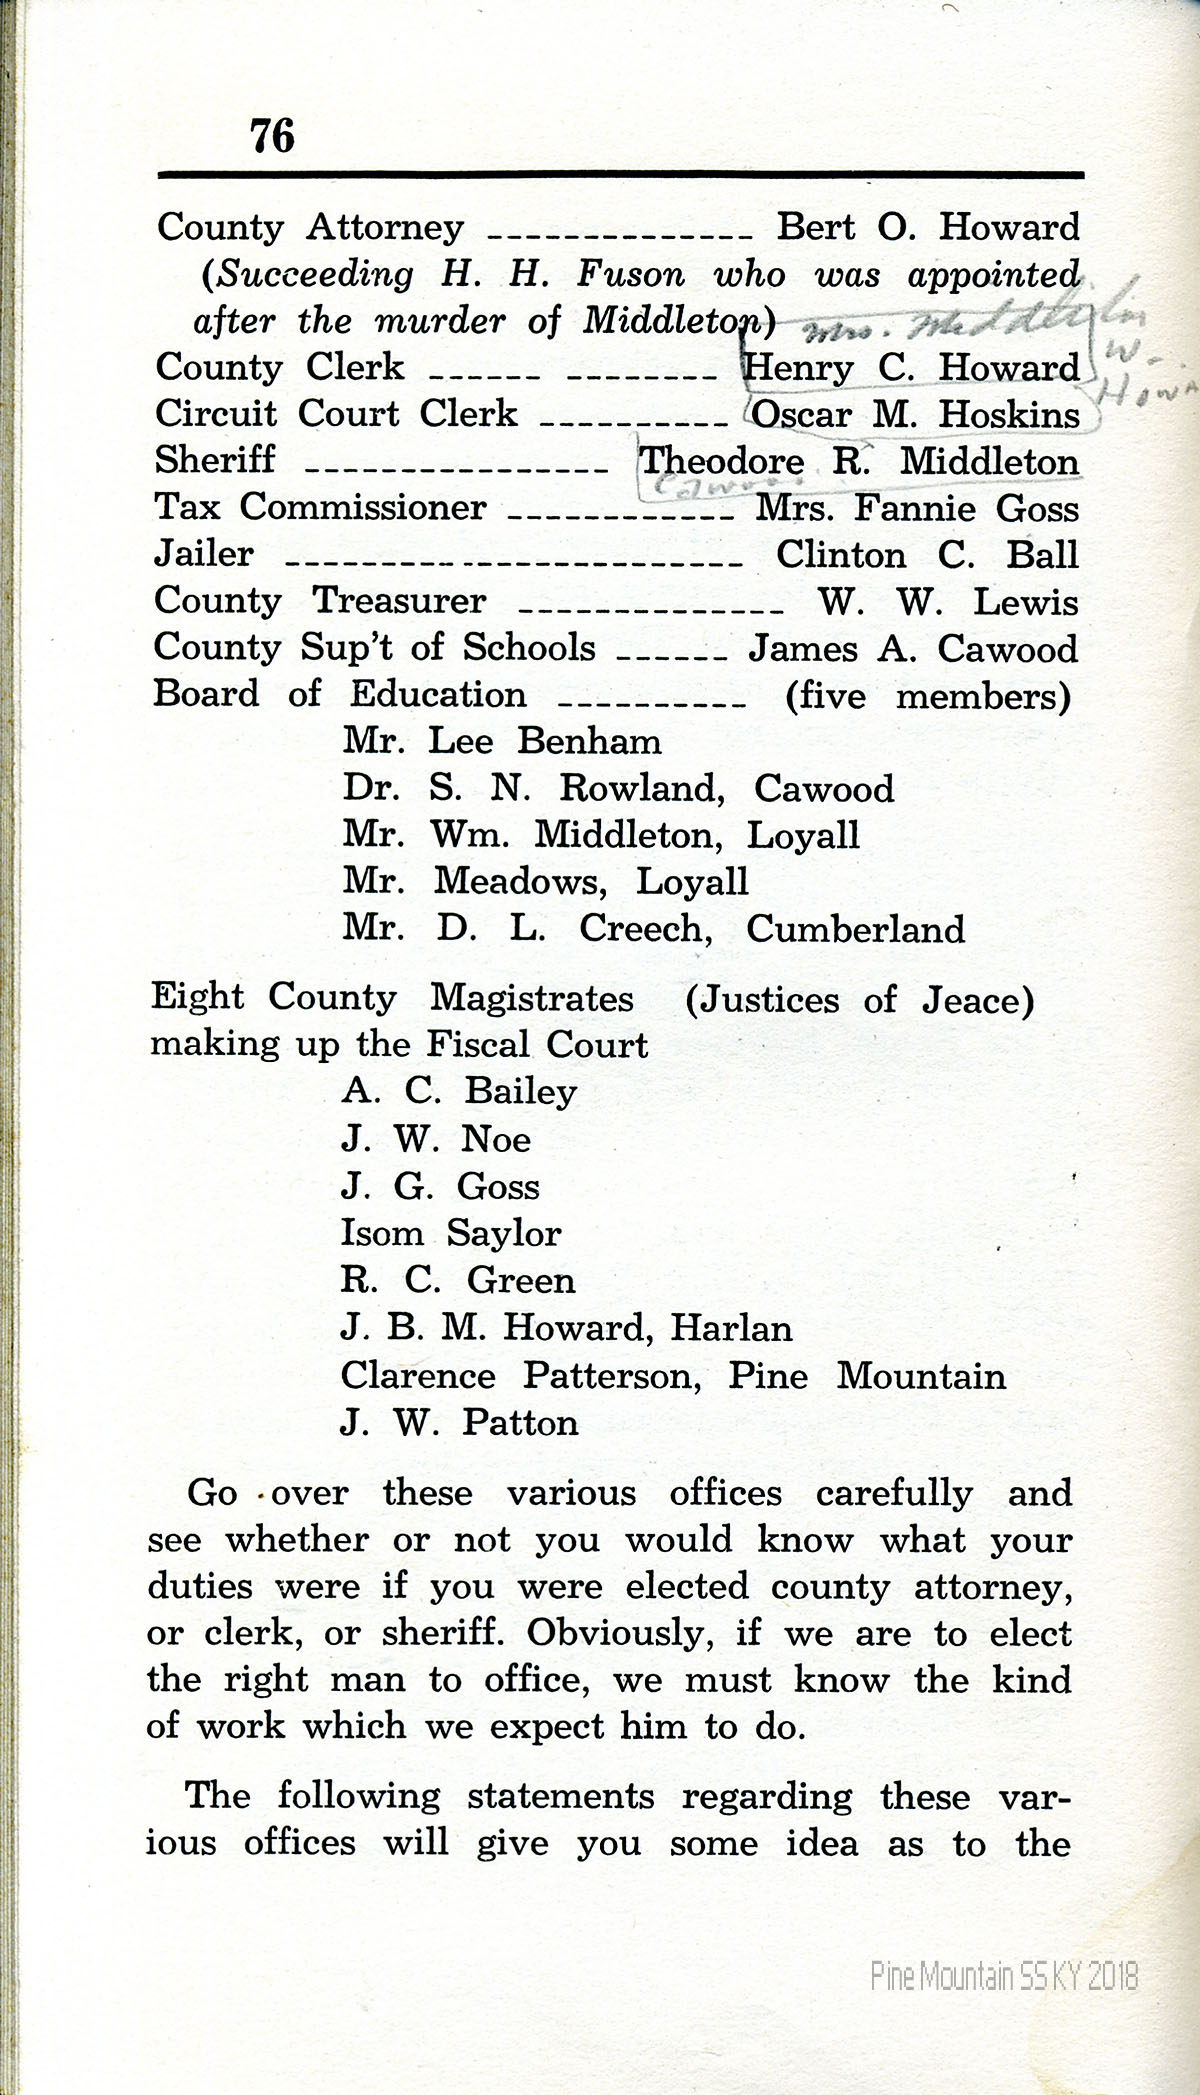 76
County Attorney -------------- Bert O. Howard
(Succeeding H. H. Fuson who was appointed
after the murder of Middleton) Mrs. Middleton
County Clerk ------ -------- Henry C. Howard W.
Howa
Circuit Court Clerk ---------- Oscar M. Hoskins
Sheriff ---------------- Theodore R. Middleton
Cawood
Tax Commissioner ------------ Mrs. Fannie Goss
Jailer ------------------------ Clinton C. Ball
County Treasurer -------------- W. W. Lewis
County Sup't of Schools ------ James A. Cawood
Board of Education ---------- (five members)
Mr. Lee Benham
Dr. S. N. Rowland, Cawood
Mr. Wm. Middleton, Loyall
Mr. Meadows, Loyall
Mr. D. L. Creech, Cumberland
Eight County Magistrates (Justices of Jeace)
making up the Fiscal Court
A. C. Bailey
J. W. Noe
J. G. Goss
Isom Saylor
R. C. Green
J. B. M. Howard, Harlan
Clarence Patterson, Pine Mountain
J. W. Patton
Go over these various offices carefully and
see whether or not you would know what your
duties were if you were elected county attorney,
or clerk, or sheriff. Obviously, if we are to elect
the right man to office, we must know the kind
of work which we expect him to do.
The following statements regarding these var-
ious offices will give you some idea as to the
Pine Mountain SS KY 2018